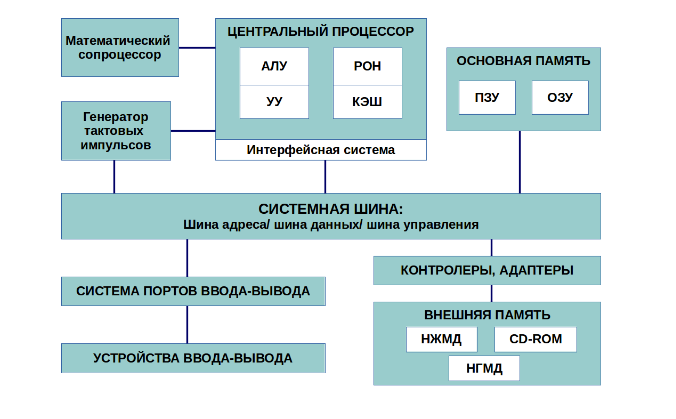 Математический
сопроцессор
ЦЕНТРАЛЬНЫЙ ПРОЦЕССОР
АЛУ
РОН
УУ
КЭШ
Интерфейсная система
ОСНОВНАЯ ПАМЯТЬ
ПЗУ
ОЗУ
Генератор
тактовых
импульсов
СИСТЕМНАЯ ШИНА:
Шина адреса/ шина данных/ шина управления
СИСТЕМА ПОРТОВ ВВОДА-ВЫВОДА
УСТРОЙСТВА ВВОДА-ВЫВОДА
КОНТРОЛЕРЫ, АДАПТЕРЫ
ВНЕШНЯЯ ПАМЯТЬ
НЖМД
CD-ROM
НГМД